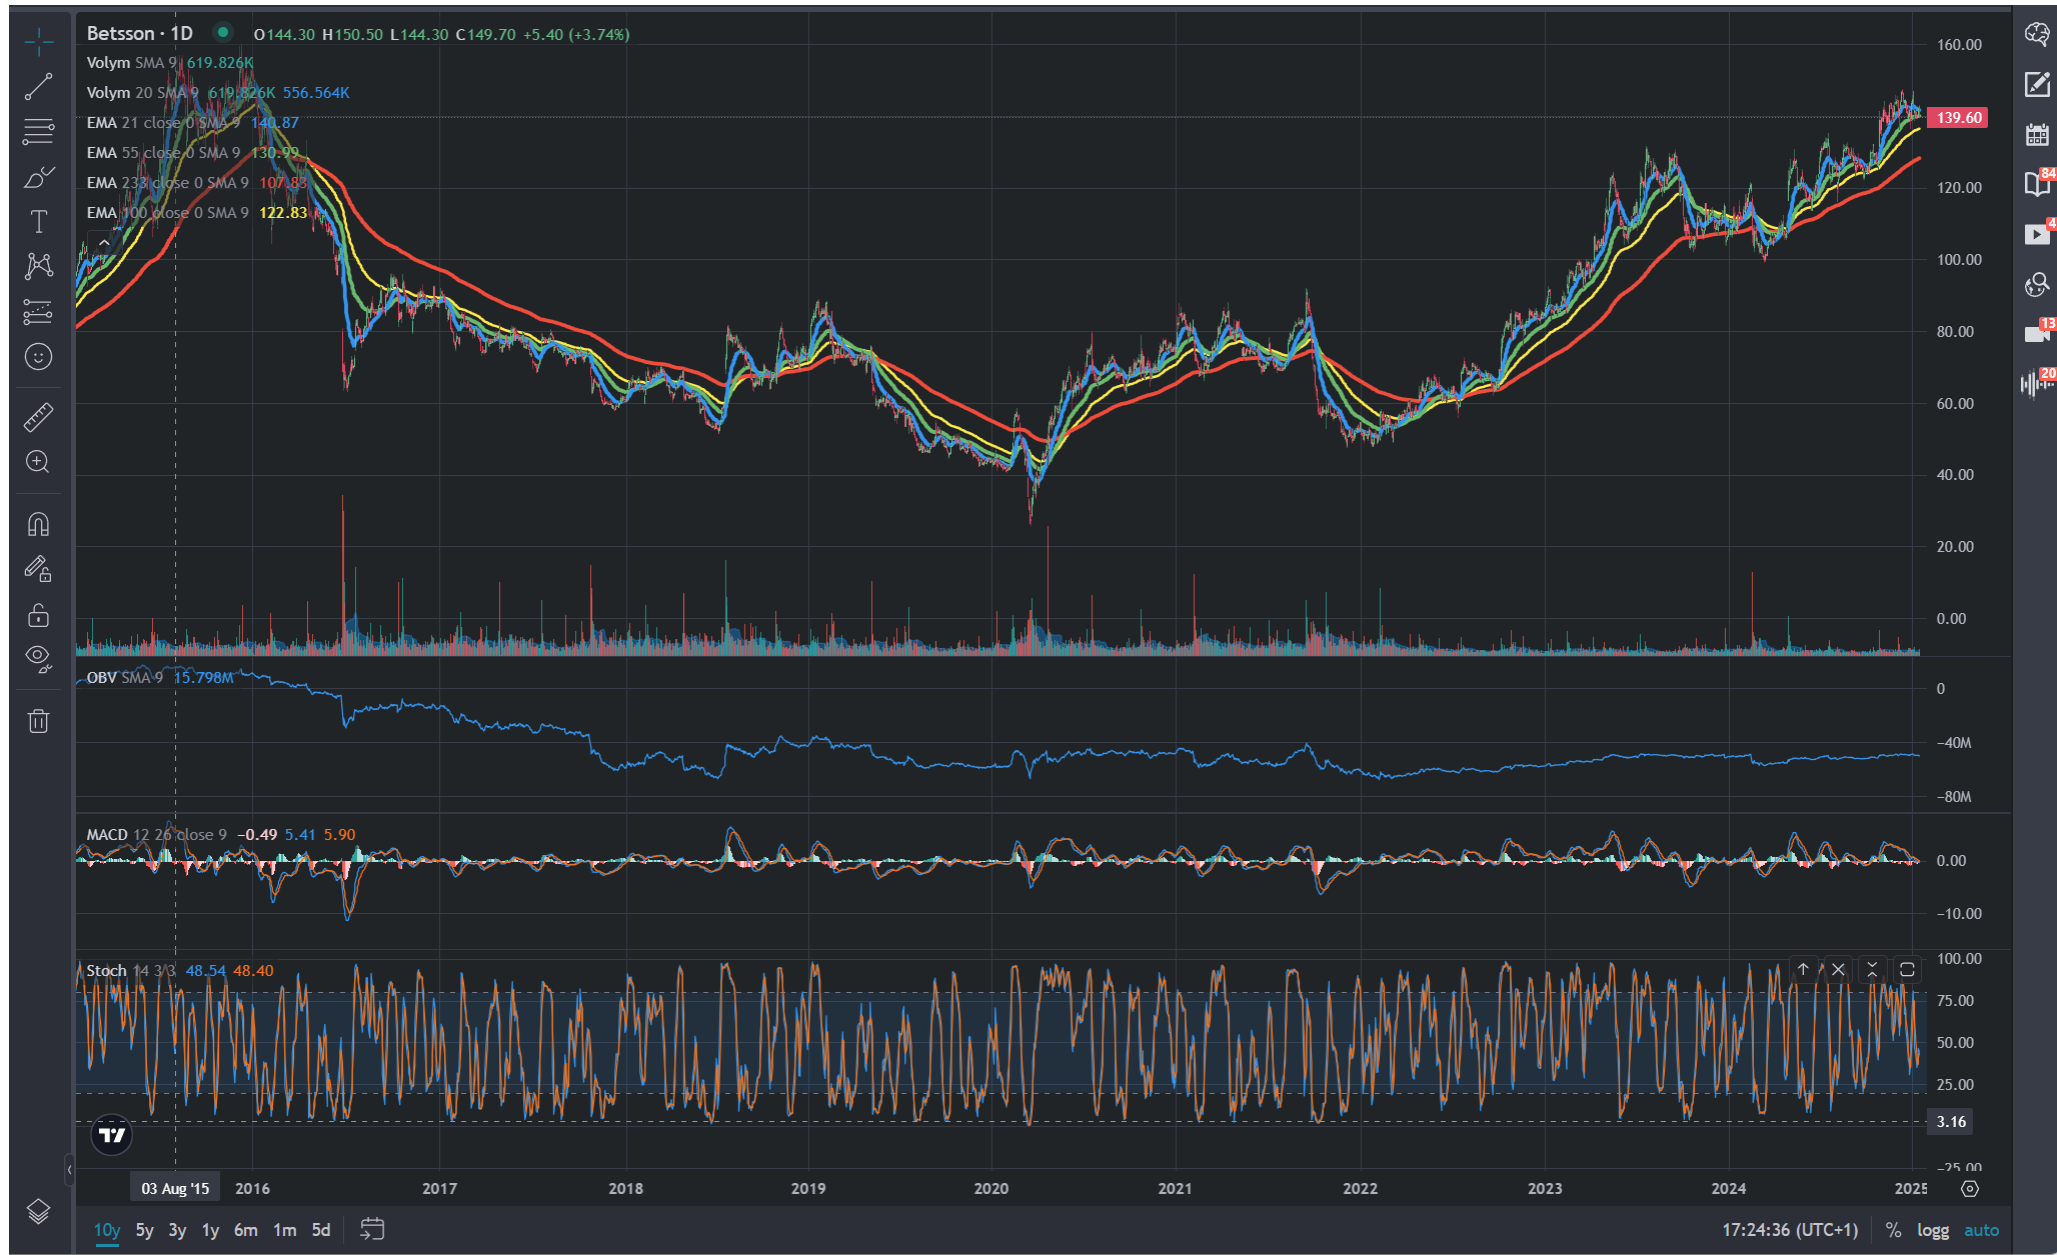 Betsson · 1D O144.30 H150.50 L144.30 C149.70 +5.40 (+3.74%)
Volym SMA 9 619.826K
Volym 20 SMA 9 619.826K 556.564K
EMA 21 close 0 SMA 9 140.87
EMA 55 close 0 SMA 9 130.99
EMA 233 close 0 SMA 9 107.83
EMA 100 close 0 SMA 9 122.83
160.00
139.60
120.00
100.00
80.00
60.00
40.00
20.00
0.00
84
4
13
20
OBV SMA 9 15.798M
0
−40M
−80M
MACD 12 26 close 9 −0.49 5.41 5.90
0.00
−10.00
Stoch 14 3 3 48.54 48.40
100.00
75.00
50.00
25.00
3.16
−25.00
03 Aug '15 2016 2017 2018 2019 2020 2021 2022 2023 2024 2025
10y 5y 3y 1y 6m 1m 5d 17:24:36 (UTC+1) % logg auto